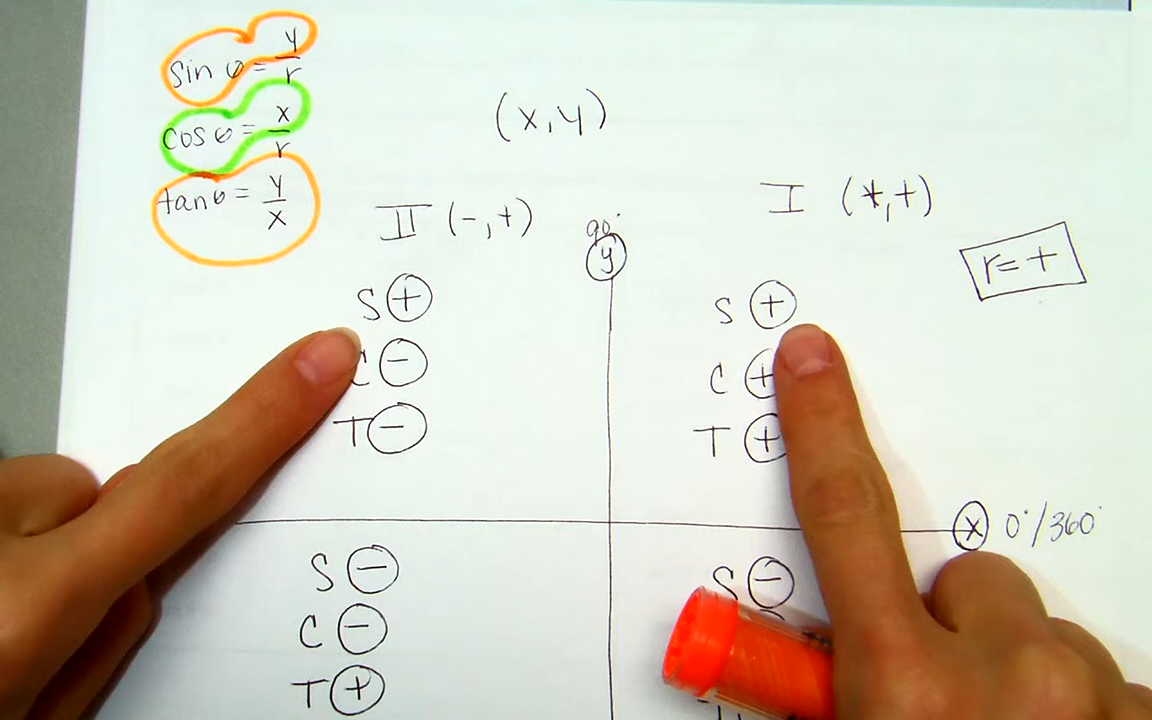 sin θ = y/r
cos θ = x/r
tan θ = y/x
(x,y)
II (-,+)
I (+,+)
90°
y
r = +
S +
C -
T -
S +
C +
T +
x 0°/360°
S -
C -
T +
S -